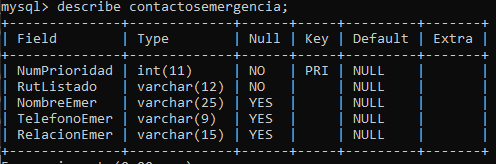 mysql> describe contactosemergencia;
+---------------+-------------+------+-----+---------+-------+
| Field | Type | Null | Key | Default | Extra |
+---------------+-------------+------+-----+---------+-------+
| NumPrioridad | int(11) | NO | PRI | NULL | |
| RutListado | varchar(12) | NO | | NULL | |
| NombreEmer | varchar(25) | YES | | NULL | |
| TelefonoEmer | varchar(9) | YES | | NULL | |
| RelacionEmer | varchar(15) | YES | | NULL | |
+---------------+-------------+------+-----+---------+-------+